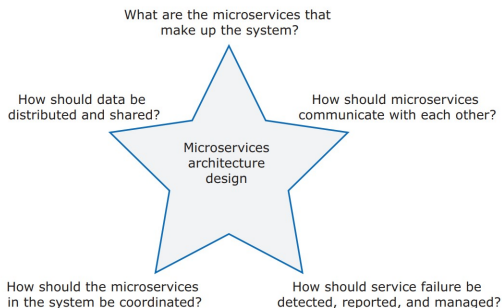 What are the microservices that
make up the system?
How should data be
distributed and shared?
How should microservices
communicate with each other?
Microservices
architecture
design
How should the microservices
in the system be coordinated?
How should service failure be
detected, reported, and managed?